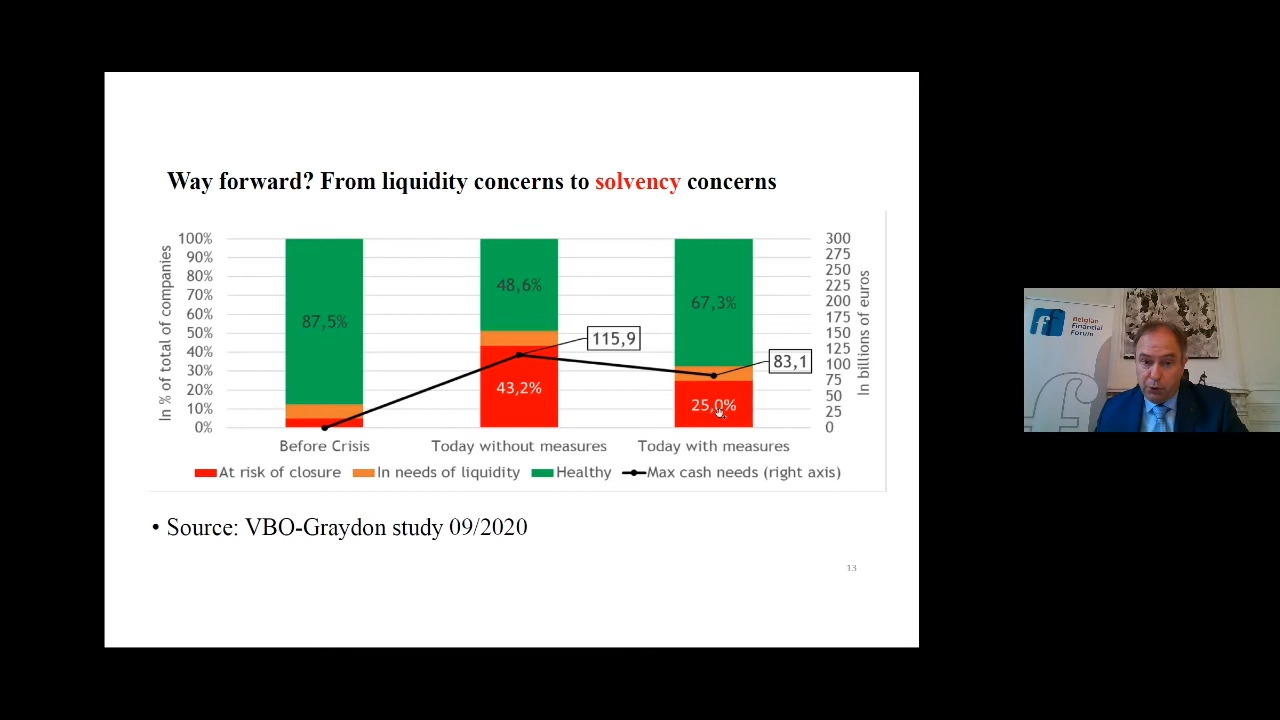 Way forward? From liquidity concerns to solvency concerns
In % of total of companies
100%
90%
80%
70%
60%
50%
40%
30%
20%
10%
0%
87,5%
48,6%
43,2%
67,3%
25,0%
115,9
83,1
300
275
250
225
200
175
150
125
100
75
50
25
0
In billions of euros
Before Crisis
Today without measures
Today with measures
At risk of closure
In needs of liquidity
Healthy
Max cash needs (right axis)
• Source: VBO-Graydon study 09/2020
13
Belgian
Financial
Forum